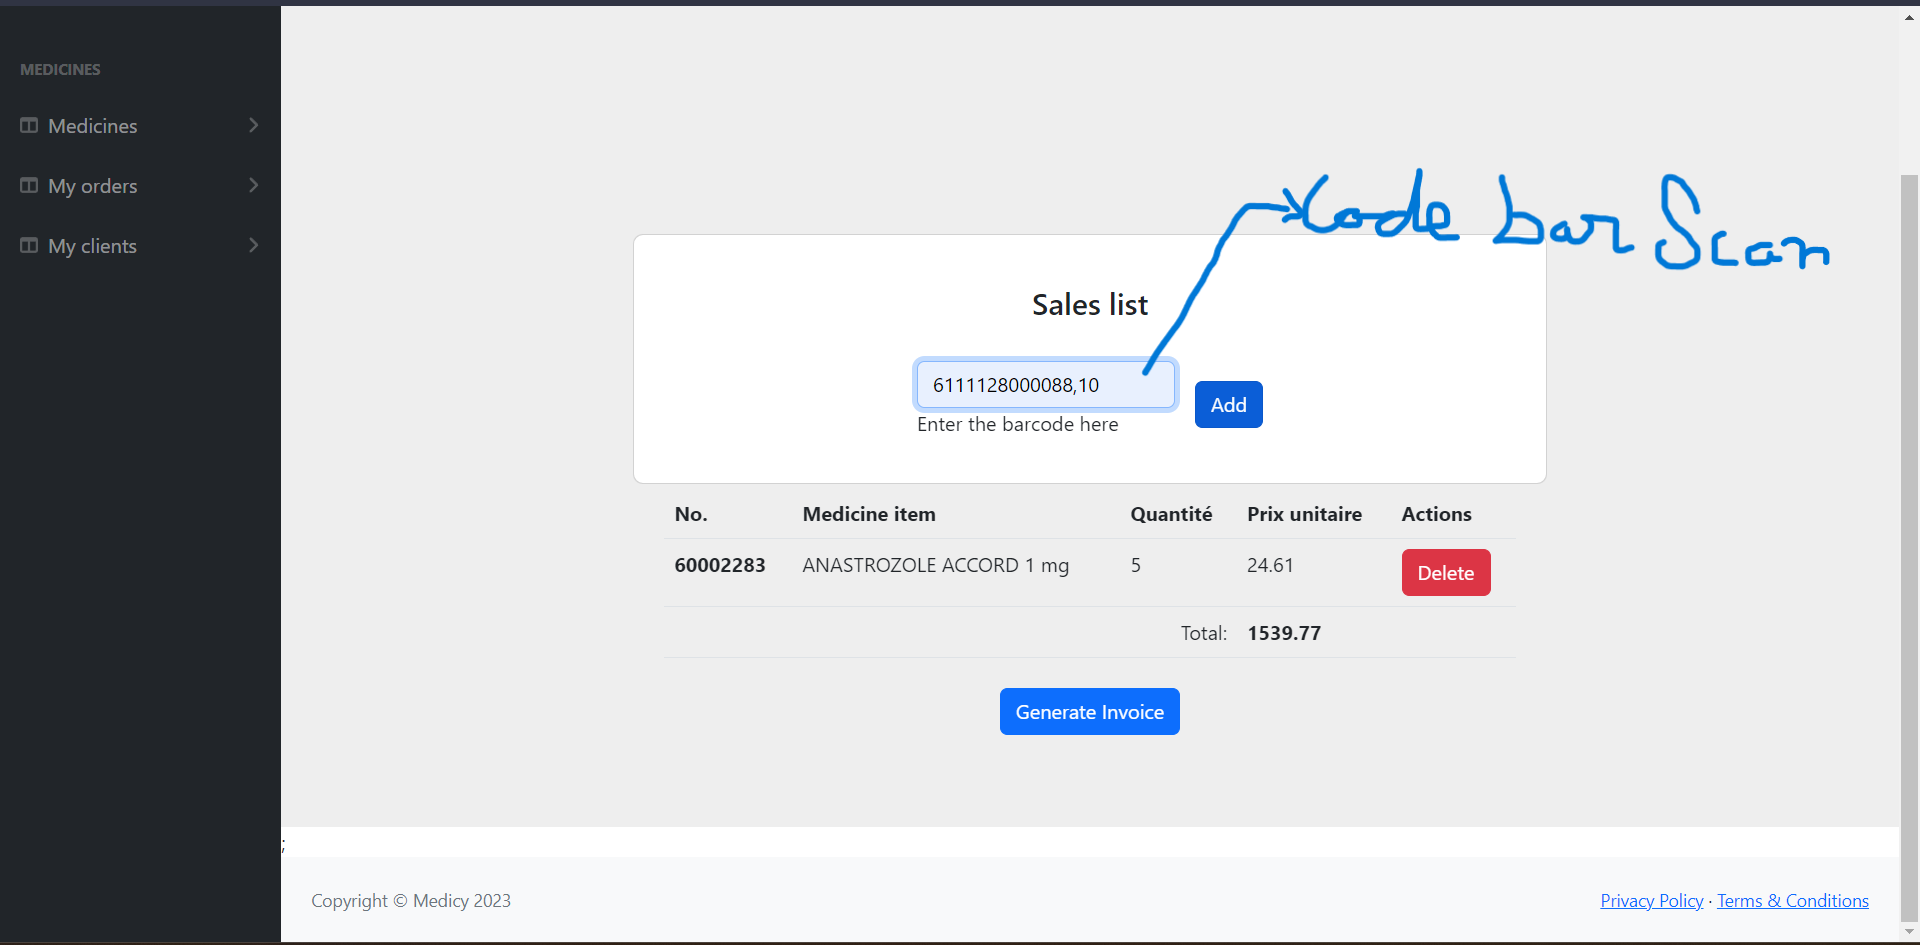 MEDICINES
Medicines
My orders
My clients
Code bar Scan
Sales list
6111128000088,10
Add
Enter the barcode here
No. Medicine item Quantité Prix unitaire Actions
60002283 ANASTROZOLE ACCORD 1 mg 5 24.61 Delete
Total: 1539.77
Generate Invoice
;
Copyright © Medicy 2023
Privacy Policy · Terms & Conditions